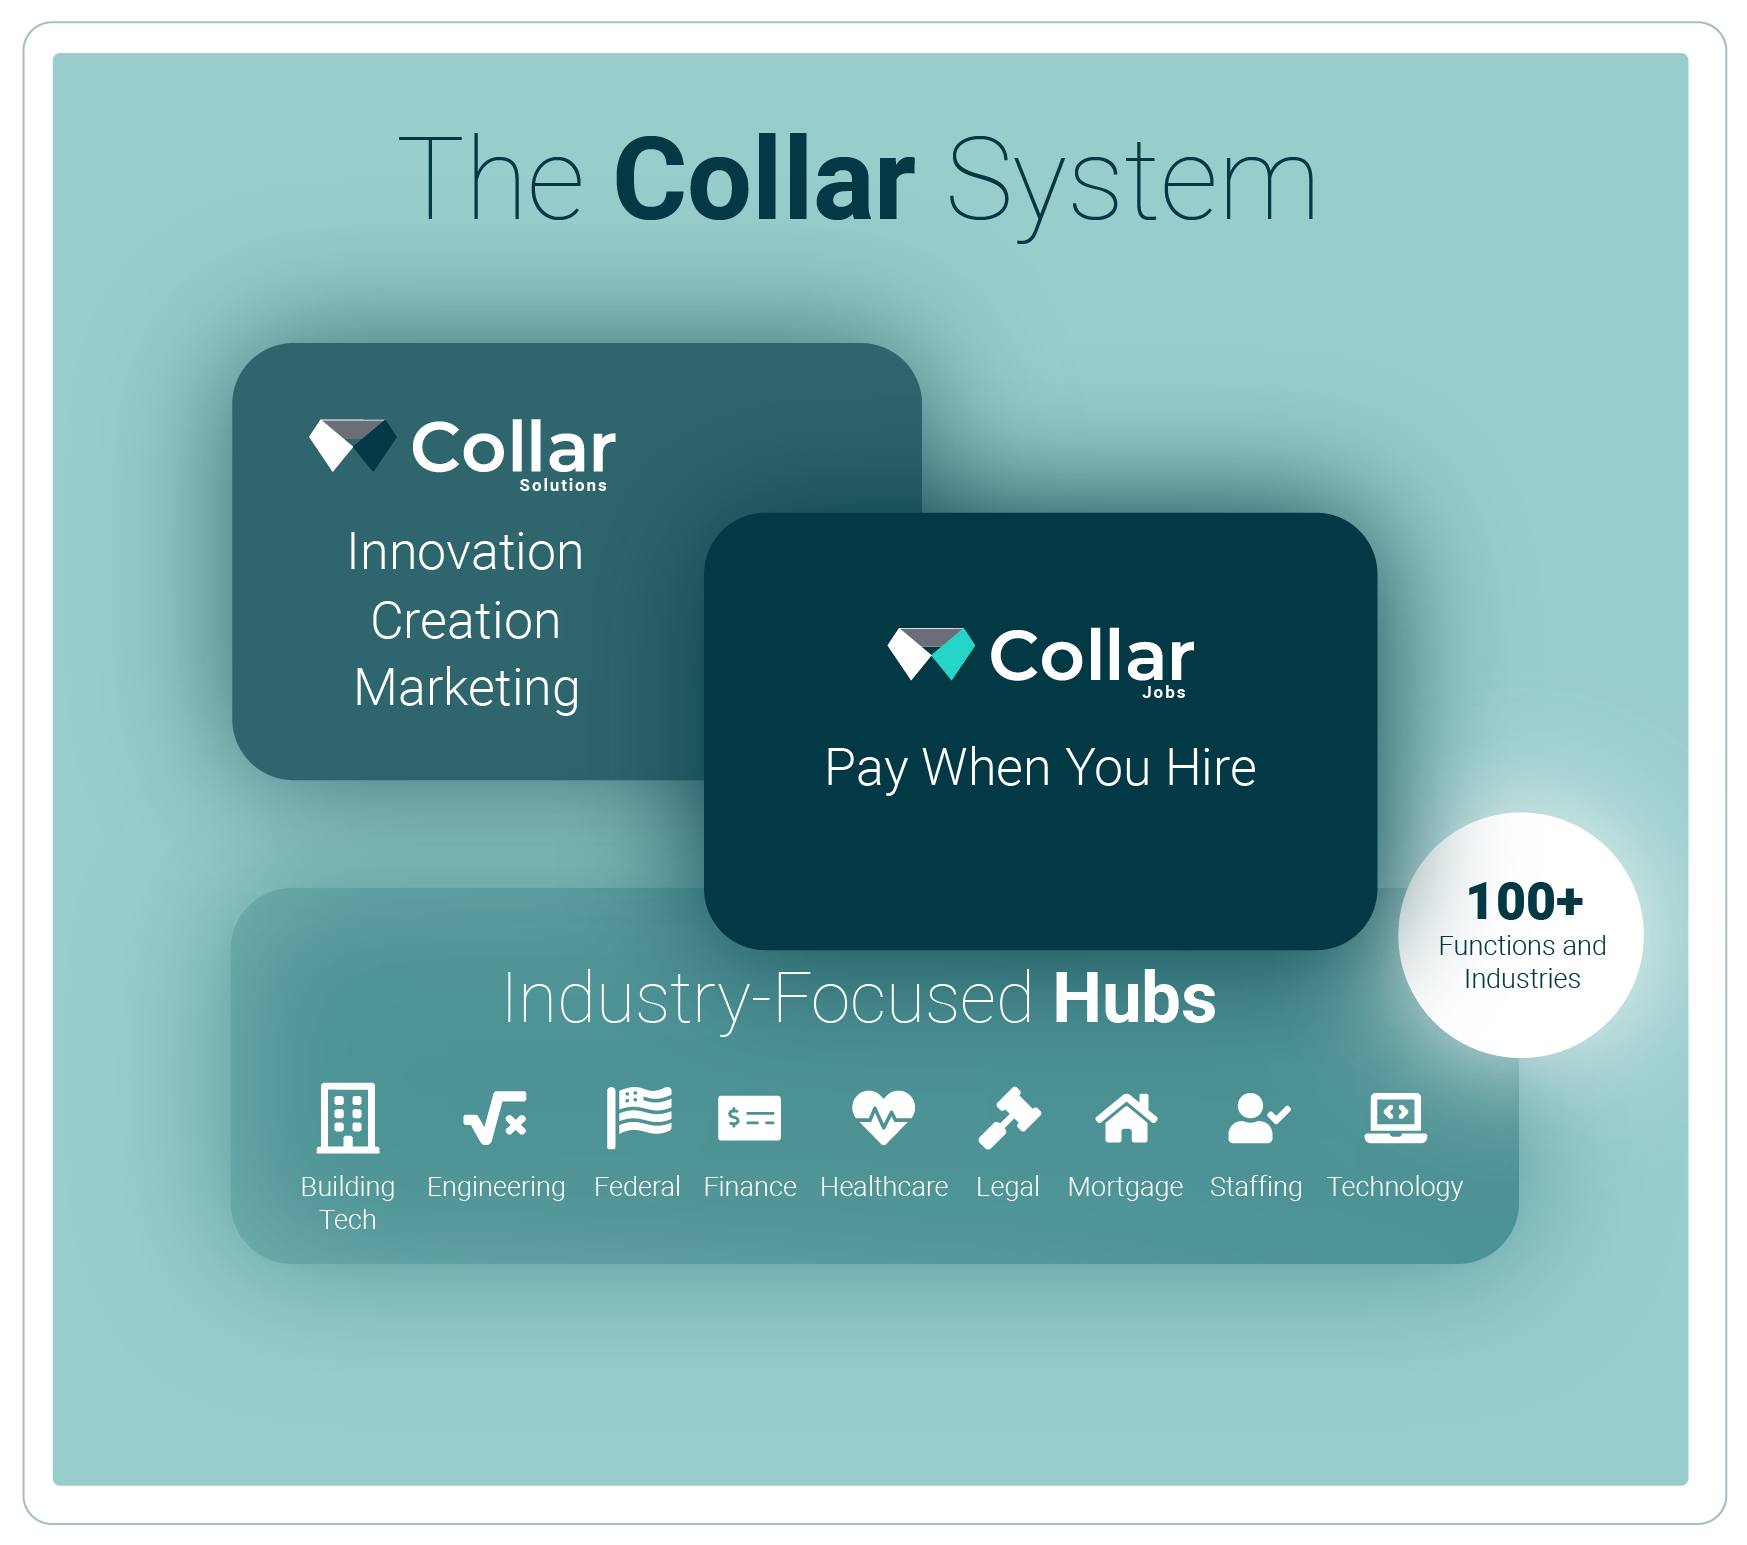 The Collar System
Collar
Solutions
Innovation
Creation
Marketing
Collar
Jobs
Pay When You Hire
100+
Functions and
Industries
Industry-Focused Hubs
$
Building
Tech
Engineering
Federal
Finance
Healthcare
Legal
Mortgage
Staffing
Technology